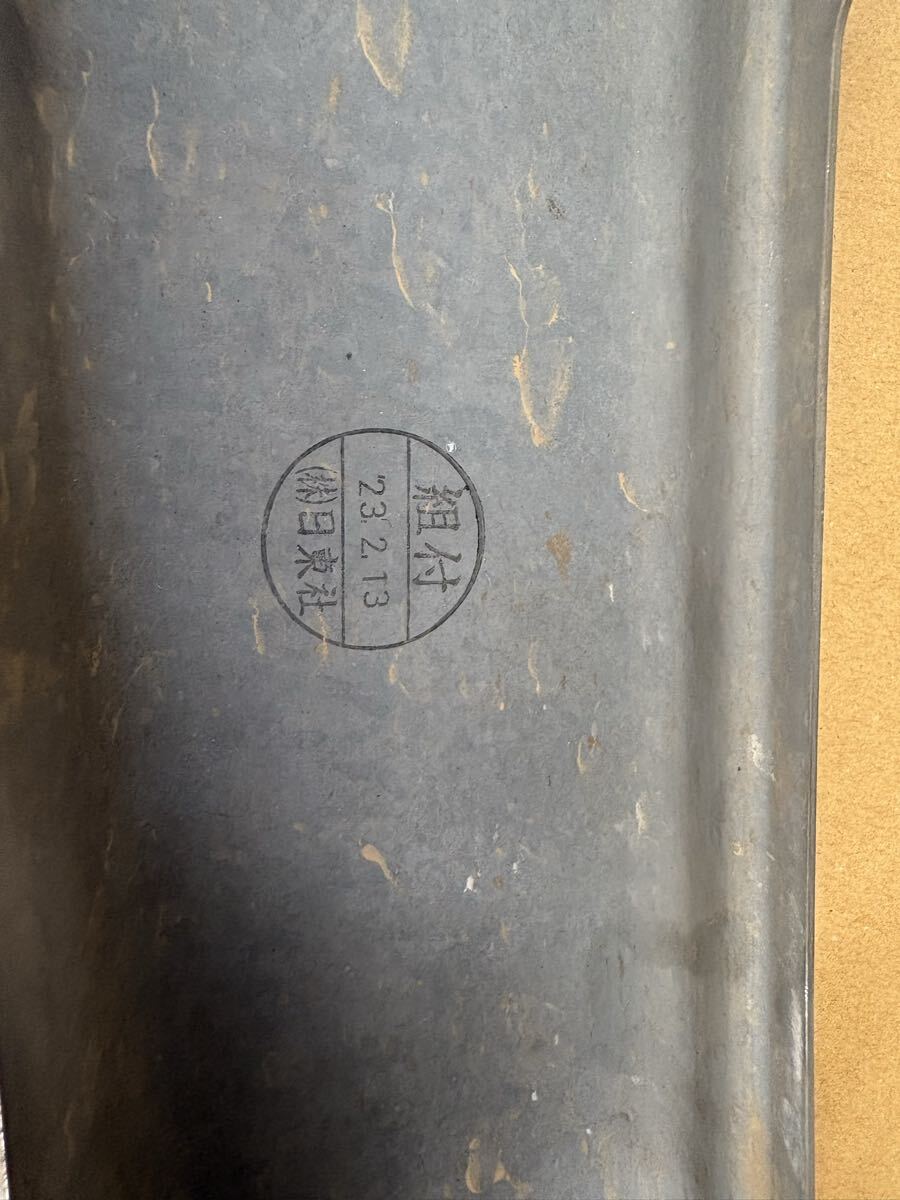 組付
'23.2.13
(株)日東社